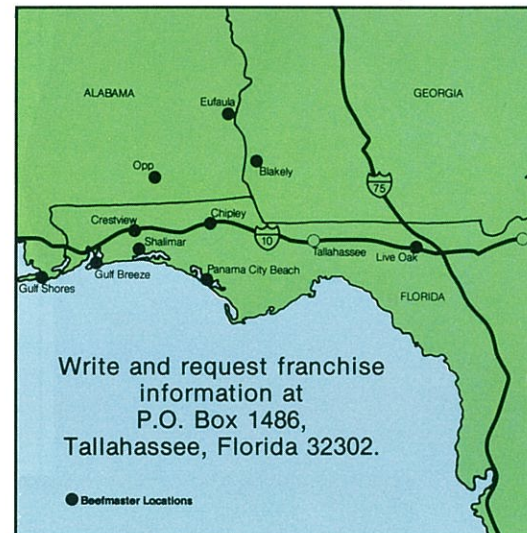 ALABAMA
GEORGIA
Eufaula
Opp
Blakely
75
Crestview
Chipley
10
Shalimar
Tallahassee
Live Oak
Gulf Breeze
Panama City Beach
Gulf Shores
FLORIDA
Write and request franchise
information at
P.O. Box 1486,
Tallahassee, Florida 32302.
Beefmaster Locations